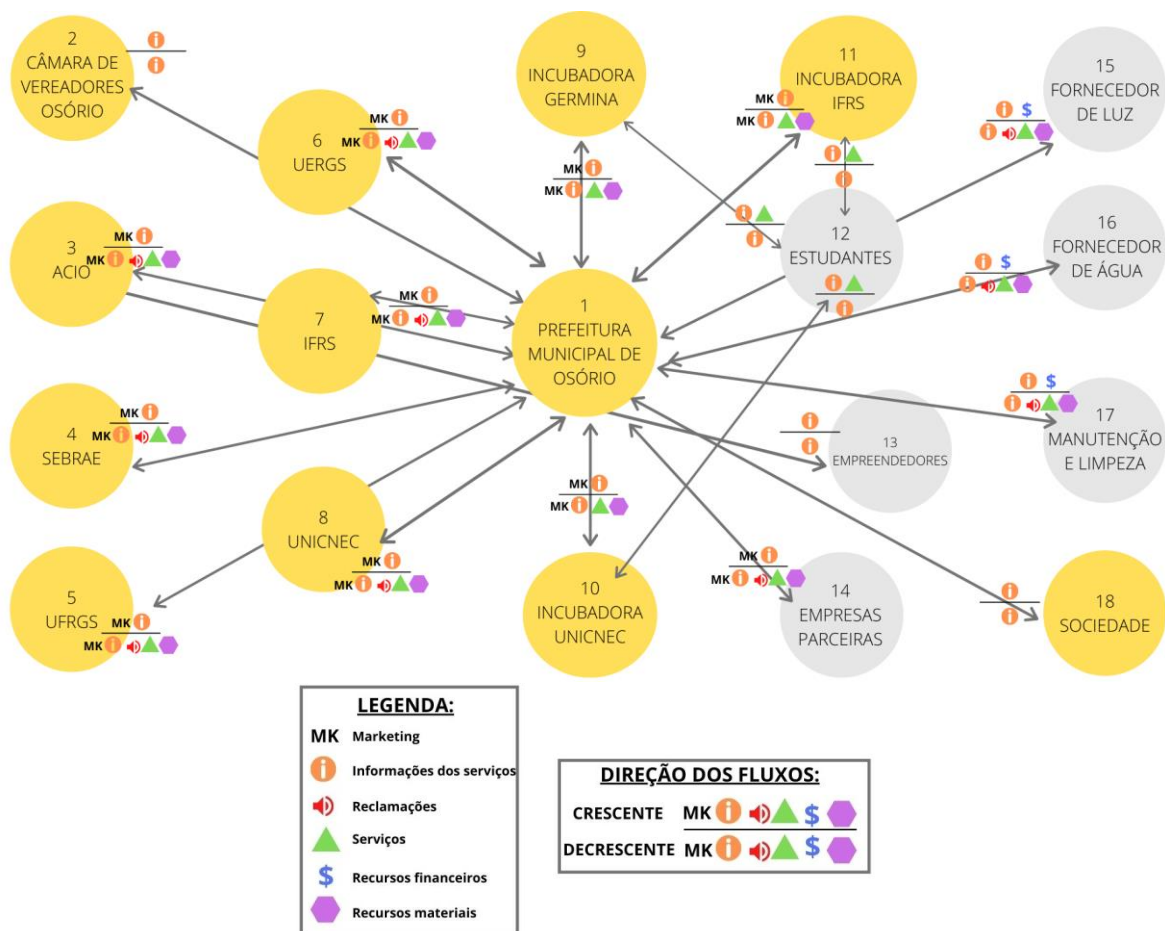 2
CÂMARA DE
VEREADORES
OSÓRIO
9
INCUBADORA
GERMINA
11
INCUBADORA
IFRS
15
FORNECEDOR
DE LUZ
6
UERGS
MK
MK
MK
MK
MK
MK
3
ACIO
MK
MK
12
ESTUDANTES
16
FORNECEDOR
DE ÁGUA
$
$
7
IFRS
MK
MK
1
PREFEITURA
MUNICIPAL DE
OSÓRIO
4
SEBRAE
MK
MK
13
EMPREENDEDORES
$
17
MANUTENÇÃO
E LIMPEZA
8
UNICNEC
MK
MK
MK
MK
10
INCUBADORA
UNICNEC
MK
MK
14
EMPRESAS
PARCEIRAS
5
UFRGS
MK
MK
18
SOCIEDADE
LEGENDA:
MK Marketing
i Informações dos serviços
Reclamações
Serviços
$ Recursos financeiros
Recursos materiais
DIREÇÃO DOS FLUXOS:
CRESCENTE MK i $
DECRESCENTE MK i $